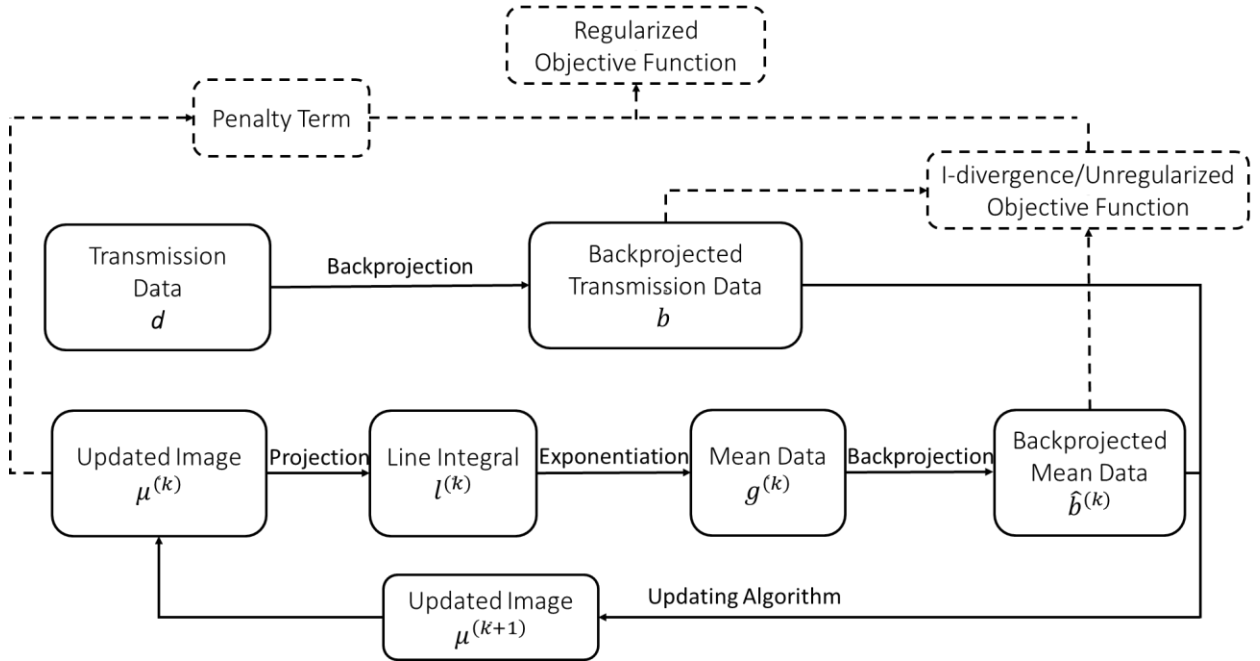 Regularized
Objective Function
Penalty Term
I-divergence/Unregularized
Objective Function
Transmission
Data
d
Backprojection
Backprojected
Transmission Data
b
Updated Image
μ^(k)
Projection
Line Integral
l^(k)
Exponentiation
Mean Data
g^(k)
Backprojection
Backprojected
Mean Data
b̂^(k)
Updated Image
μ^(k+1)
Updating Algorithm